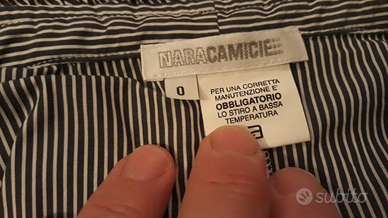 NARACAMICIE
0
PER UNA CORRETTA
MANUTENZIONE E'
OBBLIGATORIO
LO STIRO A BASSA
TEMPERATURA
subito